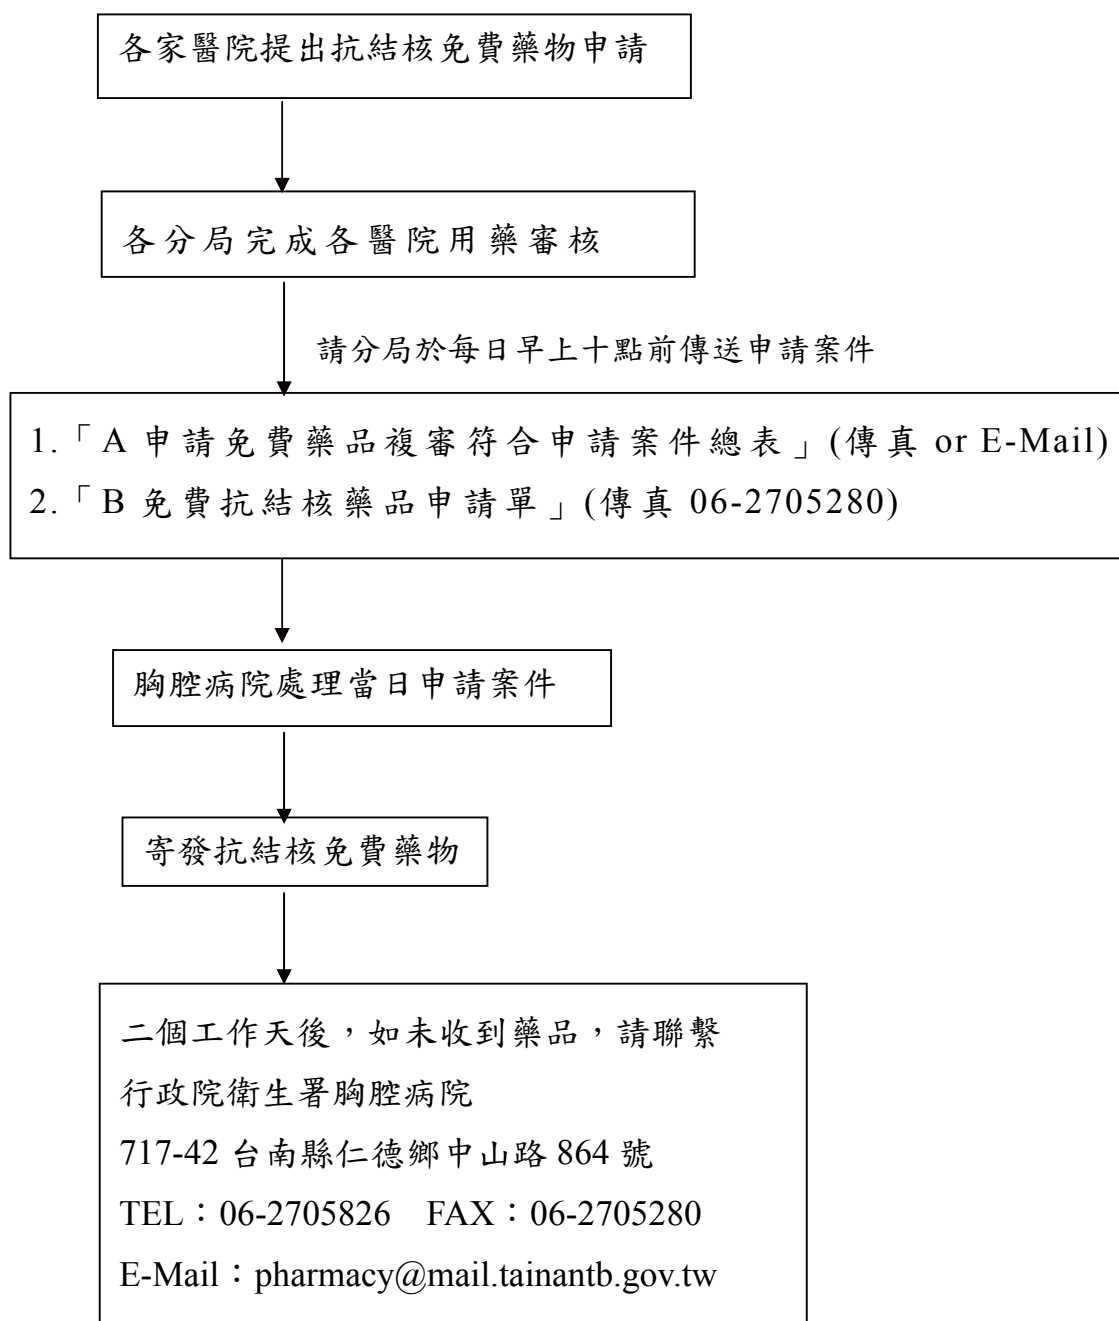 各家醫院提出抗結核免費藥物申請
各分局完成各醫院用藥審核
請分局於每日早上十點前傳送申請案件
1.「A 申請免費藥品複審符合申請案件總表」(傳真 or E-Mail)
2.「B 免費抗結核藥品申請單」(傳真 06-2705280)
胸腔病院處理當日申請案件
寄發抗結核免費藥物
二個工作天後，如未收到藥品，請聯繫
行政院衛生署胸腔病院
717-42 台南縣仁德鄉中山路 864 號
TEL：06-2705826 FAX：06-2705280
E-Mail：pharmacy@mail.tainantb.gov.tw